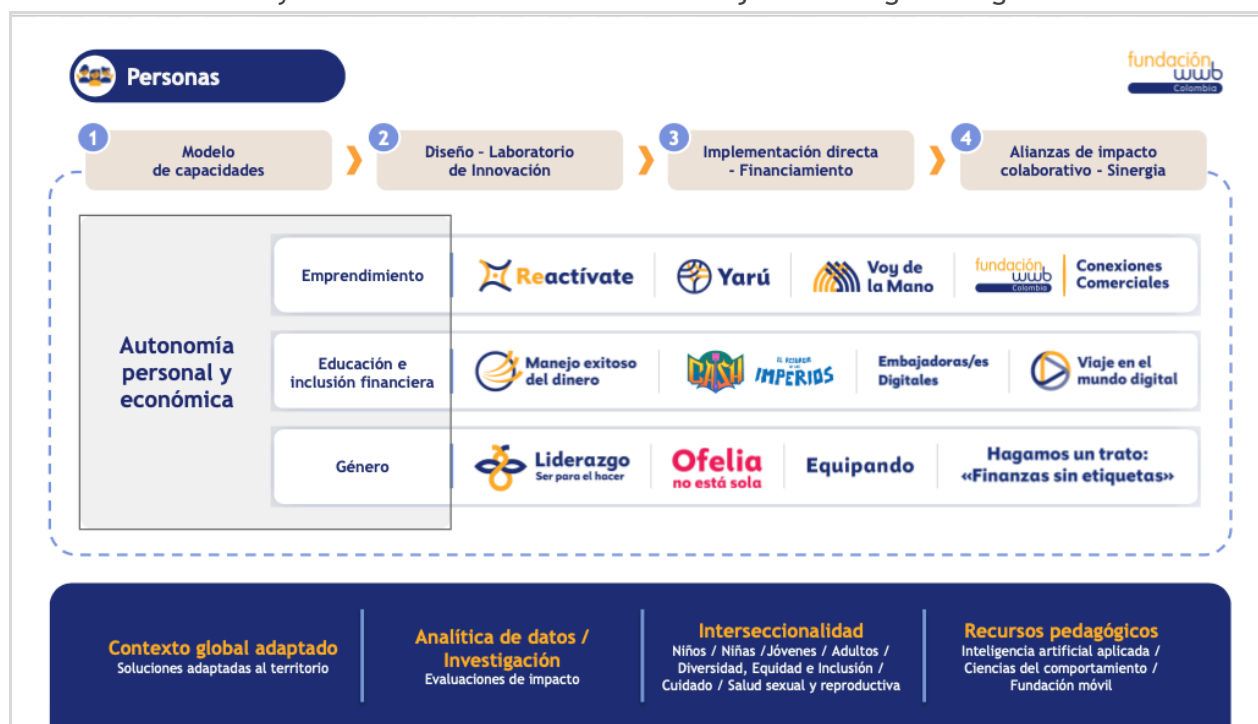 Personas
fundación
wwb
Colombia
1
Modelo
de capacidades
2
Diseño - Laboratorio
de Innovación
3
Implementación directa
- Financiamiento
4
Alianzas de impacto
colaborativo - Sinergia
Autonomía
personal y
económica
Emprendimiento
Reactívate
Yarú
Voy de
la Mano
fundación
wwb
Colombia
Conexiones
Comerciales
Educación e
inclusión financiera
Manejo exitoso
del dinero
CASH
IMPERIOS
Embajadoras/es
Digitales
Viaje en el
mundo digital
Género
Liderazgo
Ser para el hacer
Ofelia
no está sola
Equipando
Hagamos un trato:
«Finanzas sin etiquetas»
Contexto global adaptado
Soluciones adaptadas al territorio
Analítica de datos /
Investigación
Evaluaciones de impacto
Interseccionalidad
Niños / Niñas /Jóvenes / Adultos /
Diversidad, Equidad e Inclusión /
Cuidado / Salud sexual y reproductiva
Recursos pedagógicos
Inteligencia artificial aplicada /
Ciencias del comportamiento /
Fundación móvil